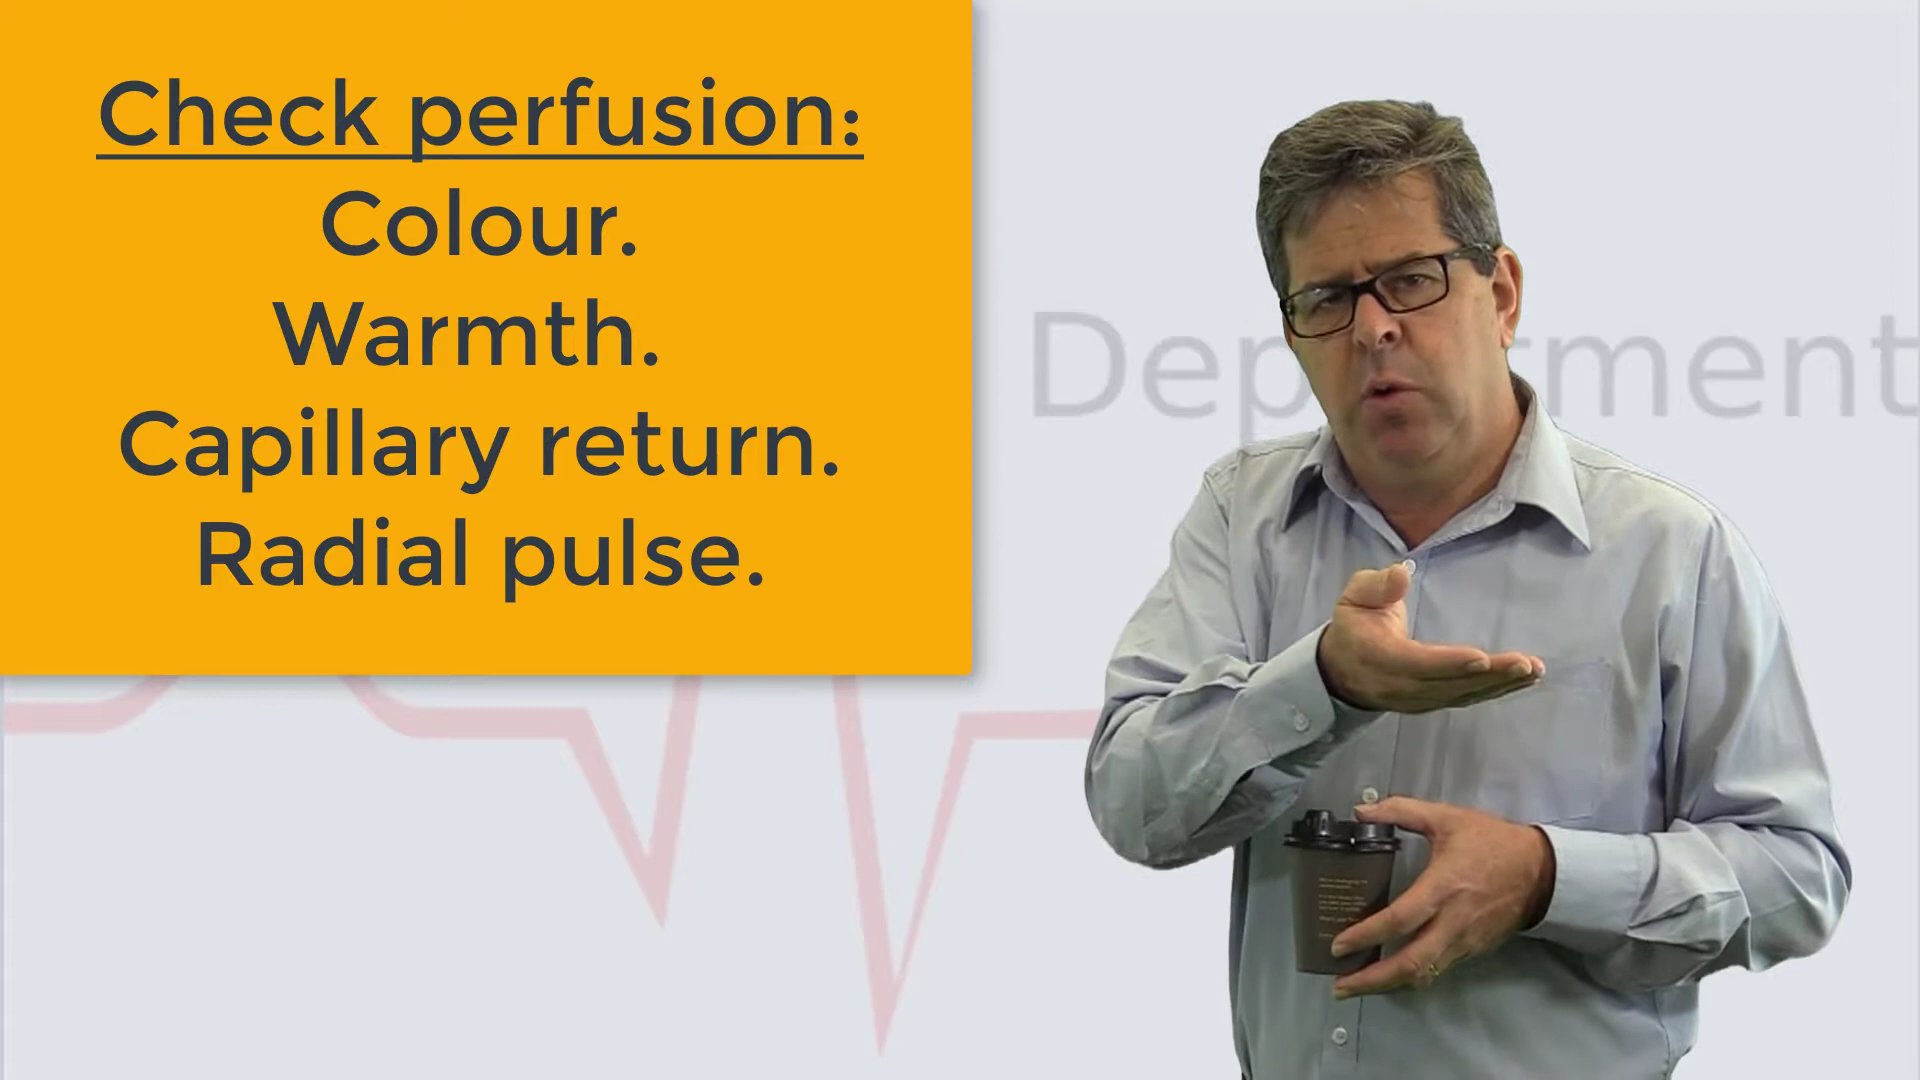 Check perfusion:
Colour.
Warmth.
Capillary return.
Radial pulse.